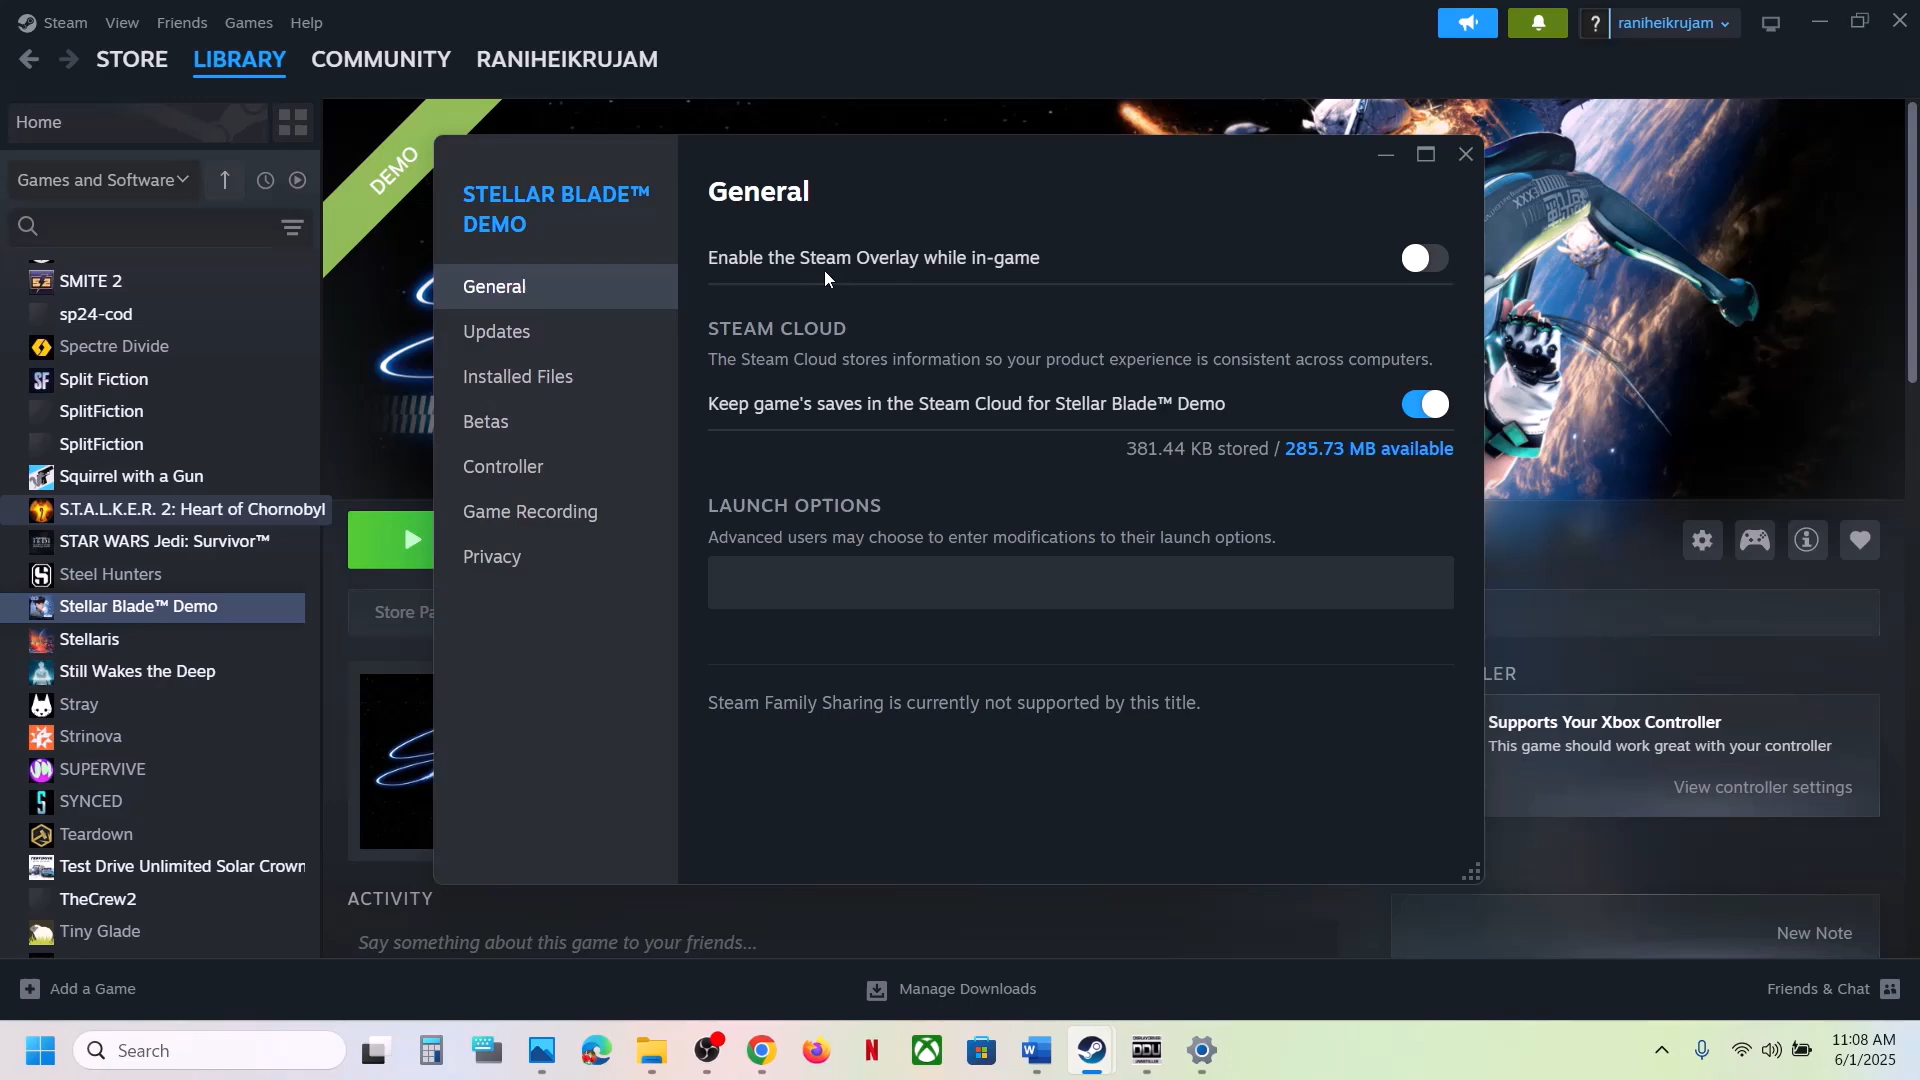 Steam View Friends Games Help
? raniheikrujam
STORE LIBRARY COMMUNITY RANIHEIKRUJAM
Home
Games and Software
DEMO
SMITE 2
sp24-cod
Spectre Divide
Split Fiction
SplitFiction
SplitFiction
Squirrel with a Gun
S.T.A.L.K.E.R. 2: Heart of Chornobyl
STAR WARS Jedi: Survivor™
Steel Hunters
Stellar Blade™ Demo
Stellaris
Still Wakes the Deep
Stray
Strinova
SUPERVIVE
SYNCED
Teardown
Test Drive Unlimited Solar Crown
TheCrew2
Tiny Glade
STELLAR BLADE™
DEMO
General
Updates
Installed Files
Betas
Controller
Game Recording
Privacy
General
Enable the Steam Overlay while in-game
STEAM CLOUD
The Steam Cloud stores information so your product experience is consistent across computers.
Keep game's saves in the Steam Cloud for Stellar Blade™ Demo
381.44 KB stored / 285.73 MB available
LAUNCH OPTIONS
Advanced users may choose to enter modifications to their launch options.
Steam Family Sharing is currently not supported by this title.
Store Pa
LER
Supports Your Xbox Controller
This game should work great with your controller
View controller settings
ACTIVITY
Say something about this game to your friends...
New Note
Add a Game
Manage Downloads
Friends & Chat
Search
11:08 AM
6/1/2025